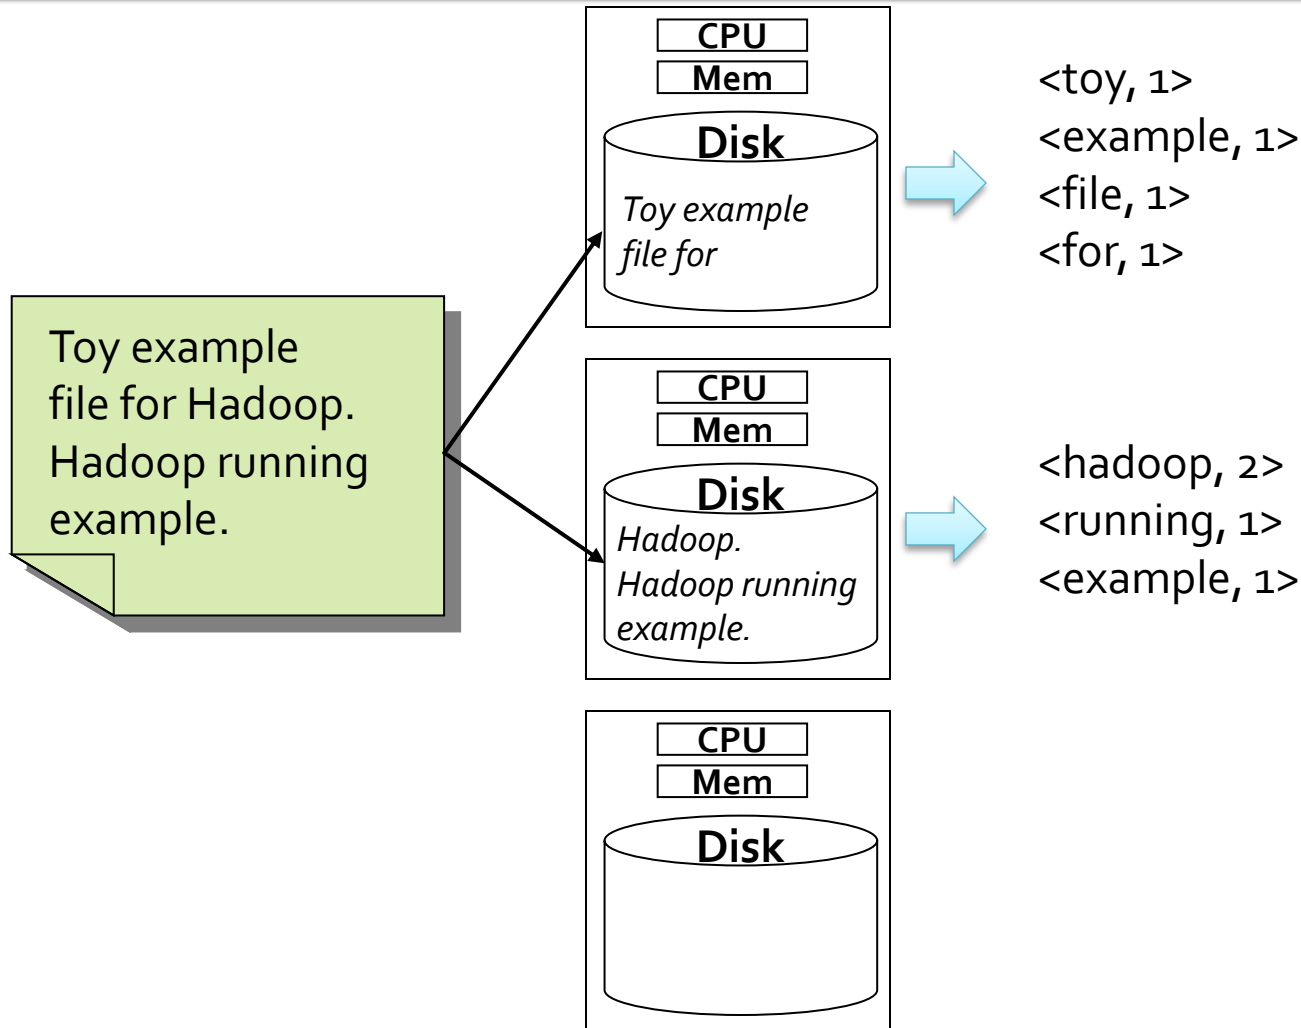 Toy example
file for Hadoop.
Hadoop running
example.
CPU
Mem
Disk
Toy example
file for
<toy, 1>
<example, 1>
<file, 1>
<for, 1>
CPU
Mem
Disk
Hadoop.
Hadoop running
example.
<hadoop, 2>
<running, 1>
<example, 1>
CPU
Mem
Disk